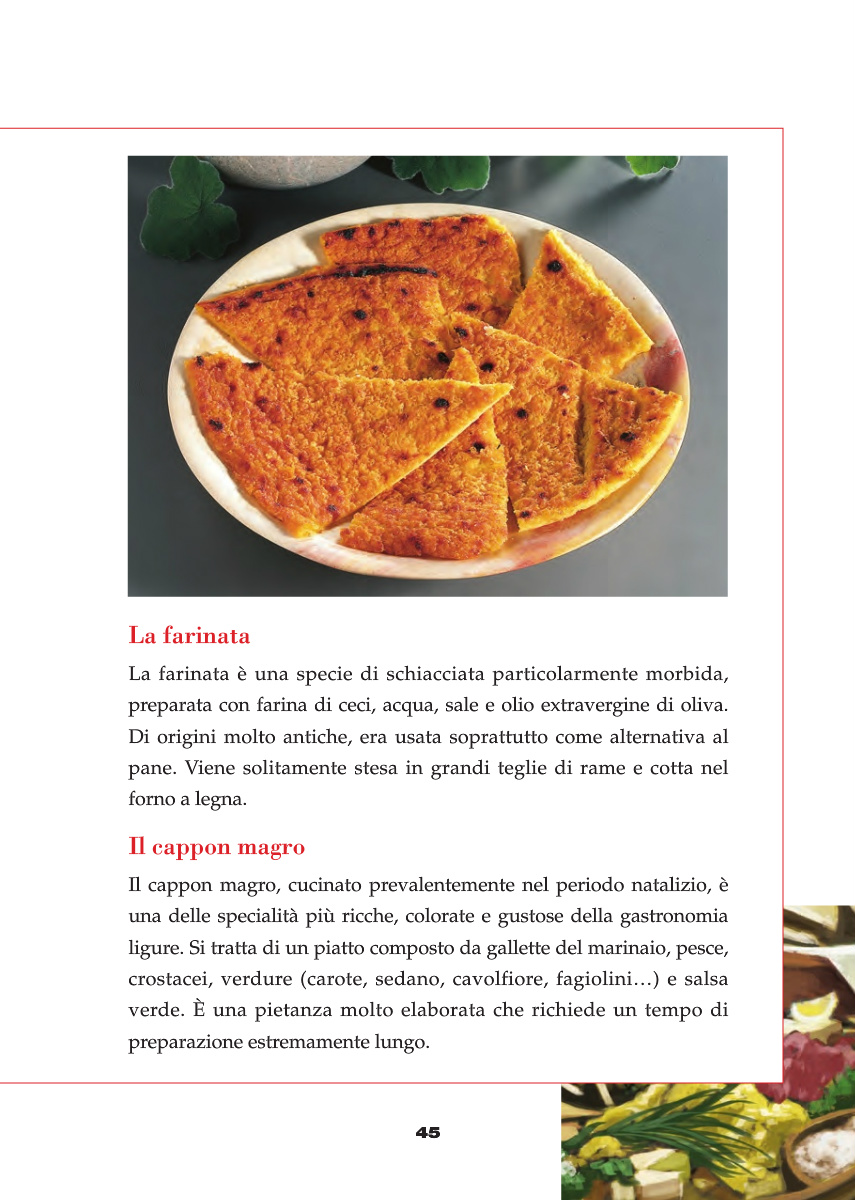 La farinata
La farinata è una specie di schiacciata particolarmente morbida,
preparata con farina di ceci, acqua, sale e olio extravergine di oliva.
Di origini molto antiche, era usata soprattutto come alternativa al
pane. Viene solitamente stesa in grandi teglie di rame e cotta nel
forno a legna.
Il cappon magro
Il cappon magro, cucinato prevalentemente nel periodo natalizio, è
una delle specialità più ricche, colorate e gustose della gastronomia
ligure. Si tratta di un piatto composto da gallette del marinaio, pesce,
crostacei, verdure (carote, sedano, cavolfiore, fagiolini…) e salsa
verde. È una pietanza molto elaborata che richiede un tempo di
preparazione estremamente lungo.
45